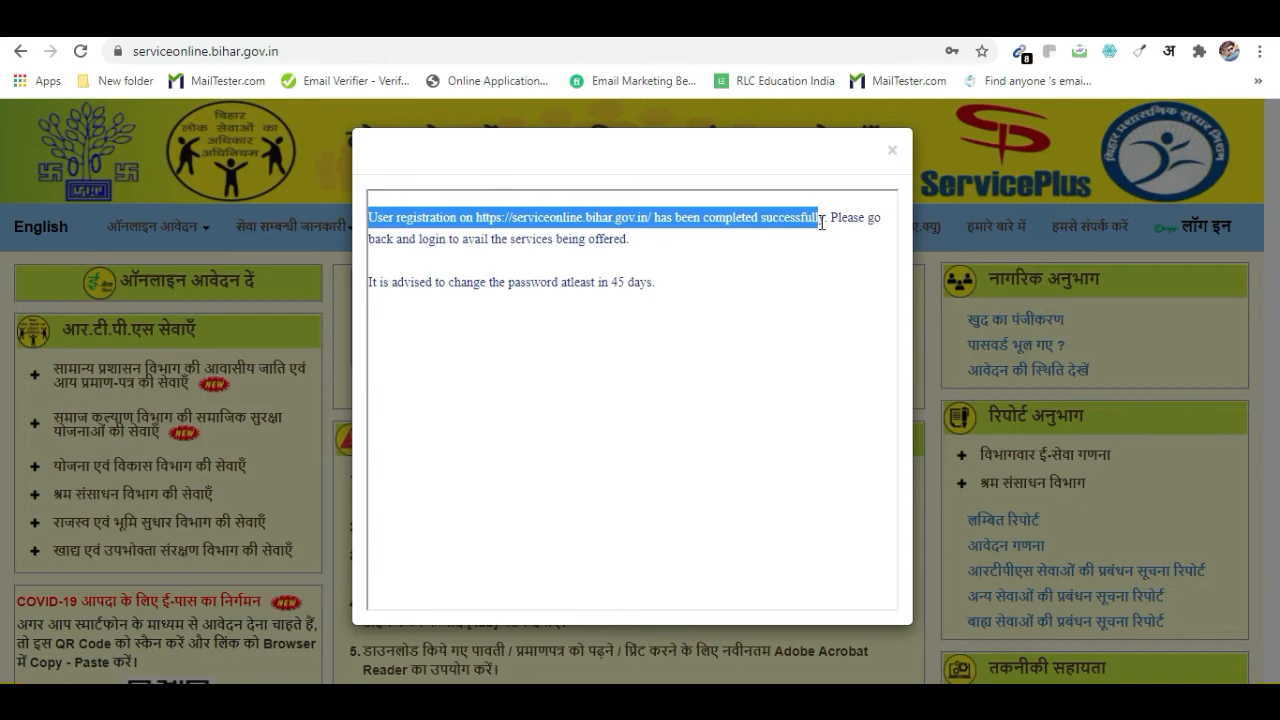 serviceonline.bihar.gov.in
8
अ
Apps
New folder
MailTester.com
Email Verifier - Verif...
Online Application...
Email Marketing Be...
RLC Education India
MailTester.com
Find anyone 's emai...
»
बिहार
लोक सेवाओं का
अधिकार
अधिनियम
ServicePlus
बिहार प्रशासनिक सुधार मिशन
English
ऑनलाइन आवेदन
सेवा सम्बन्धी जानकारी
क्यू)
हमारे बारे में
हमसे संपर्क करें
लॉग इन
×
User registration on https://serviceonline.bihar.gov.in/ has been completed successfully. Please go
back and login to avail the services being offered.
It is advised to change the password atleast in 45 days.
ऑनलाइन आवेदन दें
आर.टी.पी.एस सेवाएँ
सामान्य प्रशासन विभाग की आवासीय जाति एवं
आय प्रमाण-पत्र की सेवाएँ NEW
समाज कल्याण विभाग की समाजिक सुरक्षा
योजनाओं की सेवाएँ NEW
योजना एवं विकास विभाग की सेवाएँ
श्रम संसाधन विभाग की सेवाएँ
राजस्व एवं भूमि सुधार विभाग की सेवाएँ
खाद्य एवं उपभोक्ता संरक्षण विभाग की सेवाएँ
COVID-19 आपदा के लिए ई-पास का निर्गमन NEW
अगर आप स्मार्टफोन के माध्यम से आवेदन देना चाहते हैं,
तो इस QR Code को स्कैन करें और लिंक को Browser
में Copy - Paste करें।
5. डाउनलोड किये गए पावती / प्रमाणपत्र को पढ़ने / प्रिंट करने के लिए नवीनतम Adobe Acrobat
Reader का उपयोग करें।
नागरिक अनुभाग
खुद का पंजीकरण
पासवर्ड भूल गए ?
आवेदन की स्थिति देखें
रिपोर्ट अनुभाग
विभागवार ई-सेवा गणना
श्रम संसाधन विभाग
लम्बित रिपोर्ट
आवेदन गणना
आरटीपीएस सेवाओं की प्रबंधन सूचना रिपोर्ट
अन्य सेवाओं की प्रबंधन सूचना रिपोर्ट
बाह्य सेवाओं की प्रबंधन सूचना रिपोर्ट
तकनीकी सहायता